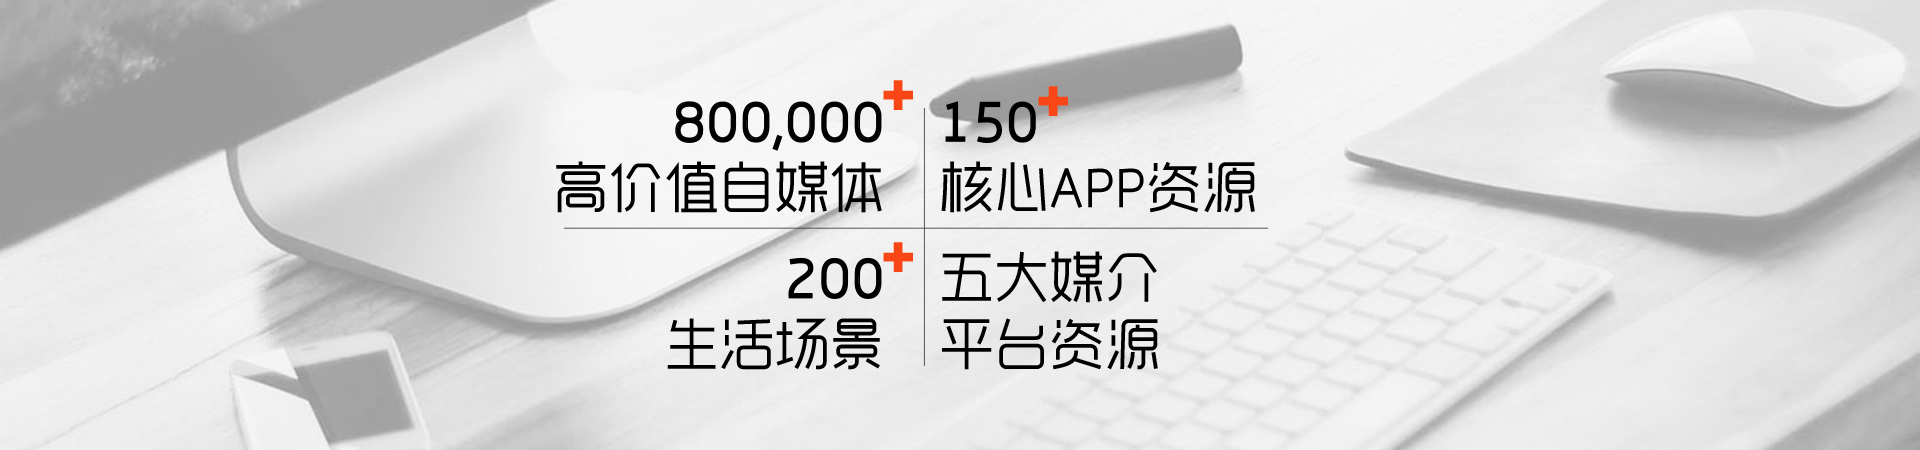 800,000+
高价值自媒体
150+
核心APP资源
200+
生活场景
五大媒介
平台资源